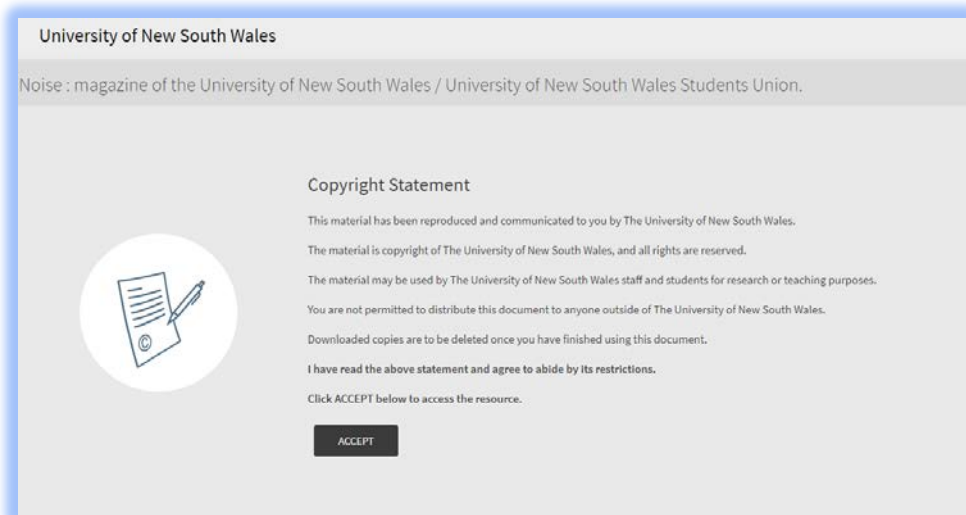 University of New South Wales
Noise : magazine of the University of New South Wales / University of New South Wales Students Union.
Copyright Statement
This material has been reproduced and communicated to you by The University of New South Wales.
The material is copyright of The University of New South Wales, and all rights are reserved.
The material may be used by The University of New South Wales staff and students for research or teaching purposes.
You are not permitted to distribute this document to anyone outside of The University of New South Wales.
Downloaded copies are to be deleted once you have finished using this document.
I have read the above statement and agree to abide by its restrictions.
Click ACCEPT below to access the resource.
©
ACCEPT